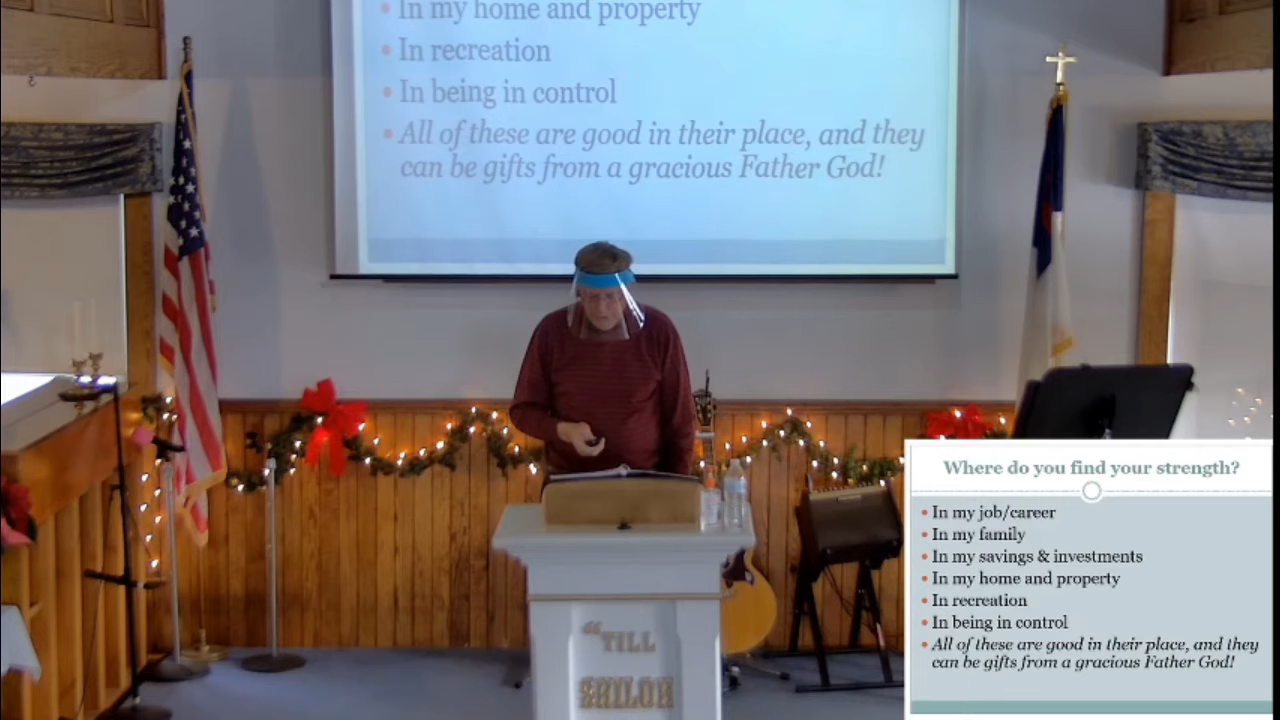 In my home and property
In recreation
In being in control
All of these are good in their place, and they
can be gifts from a gracious Father God!
"TILL
SHILOH
Where do you find your strength?
In my job/career
In my family
In my savings & investments
In my home and property
In recreation
In being in control
All of these are good in their place, and they
can be gifts from a gracious Father God!